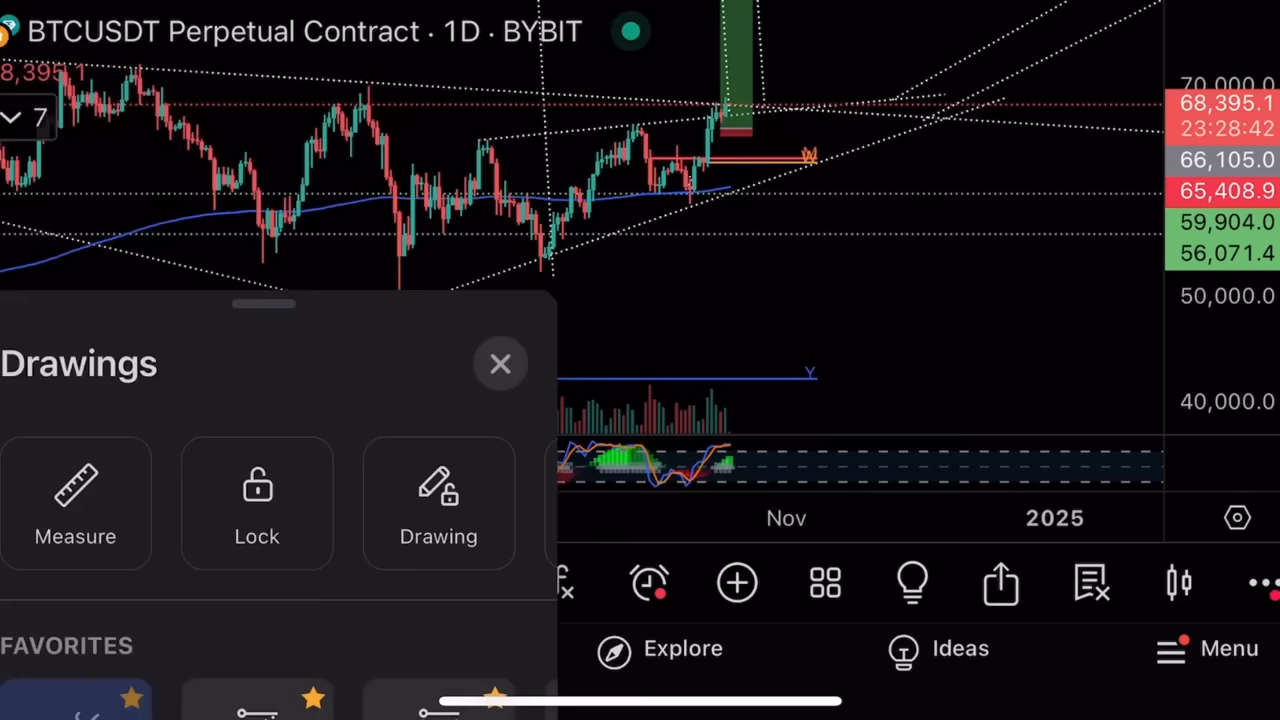 BTCUSDT Perpetual Contract · 1D · BYBIT
8,395.1
7
70,000.0
68,395.1
23:28:42
66,105.0
65,408.9
59,904.0
56,071.4
50,000.0
40,000.0
W
Y
Drawings
Measure
Lock
Drawing
FAVORITES
Nov
2025
Explore
Ideas
Menu